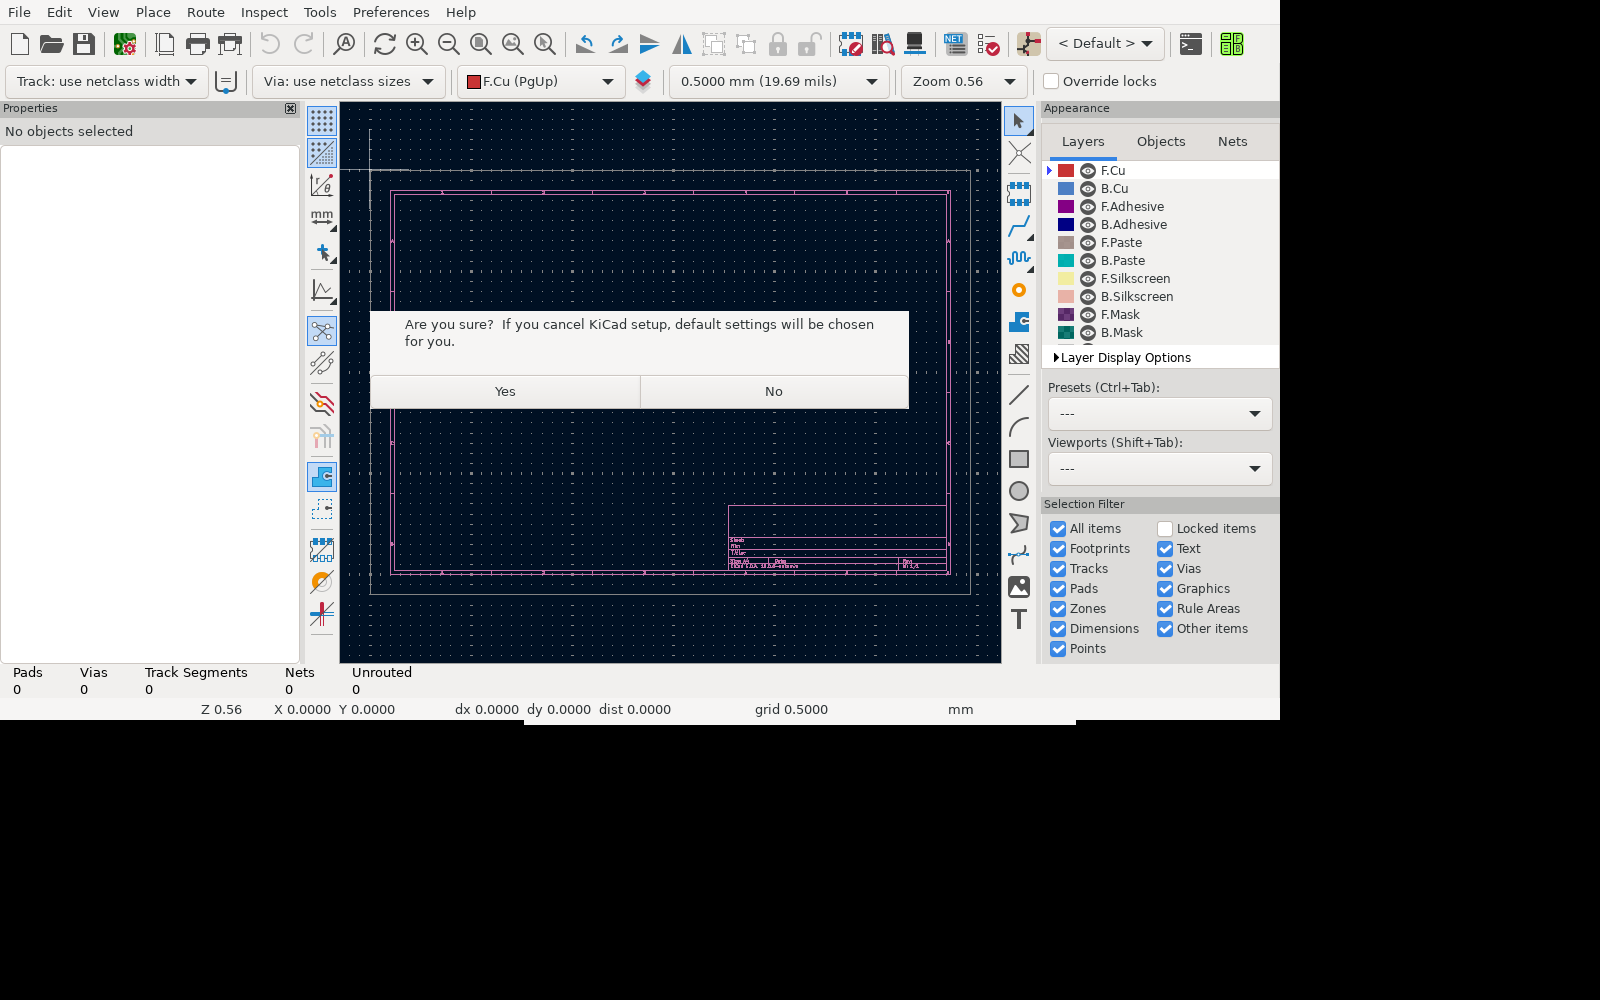 File Edit View Place Route Inspect Tools Preferences Help
< Default >
Track: use netclass width Via: use netclass sizes F.Cu (PgUp) 0.5000 mm (19.69 mils) Zoom 0.56 Override locks
Properties
No objects selected
mm
Are you sure?  If you cancel KiCad setup, default settings will be chosen
for you.
Yes No
Appearance
Layers Objects Nets
F.Cu
B.Cu
F.Adhesive
B.Adhesive
F.Paste
B.Paste
F.Silkscreen
B.Silkscreen
F.Mask
B.Mask
Layer Display Options
Presets (Ctrl+Tab):
---
Viewports (Shift+Tab):
---
Selection Filter
All items Locked items
Footprints Text
Tracks Vias
Pads Graphics
Zones Rule Areas
Dimensions Other items
Points
Pads Vias Track Segments Nets Unrouted
0 0 0 0 0
Z 0.56 X 0.0000 Y 0.0000 dx 0.0000 dy 0.0000 dist 0.0000 grid 0.5000 mm